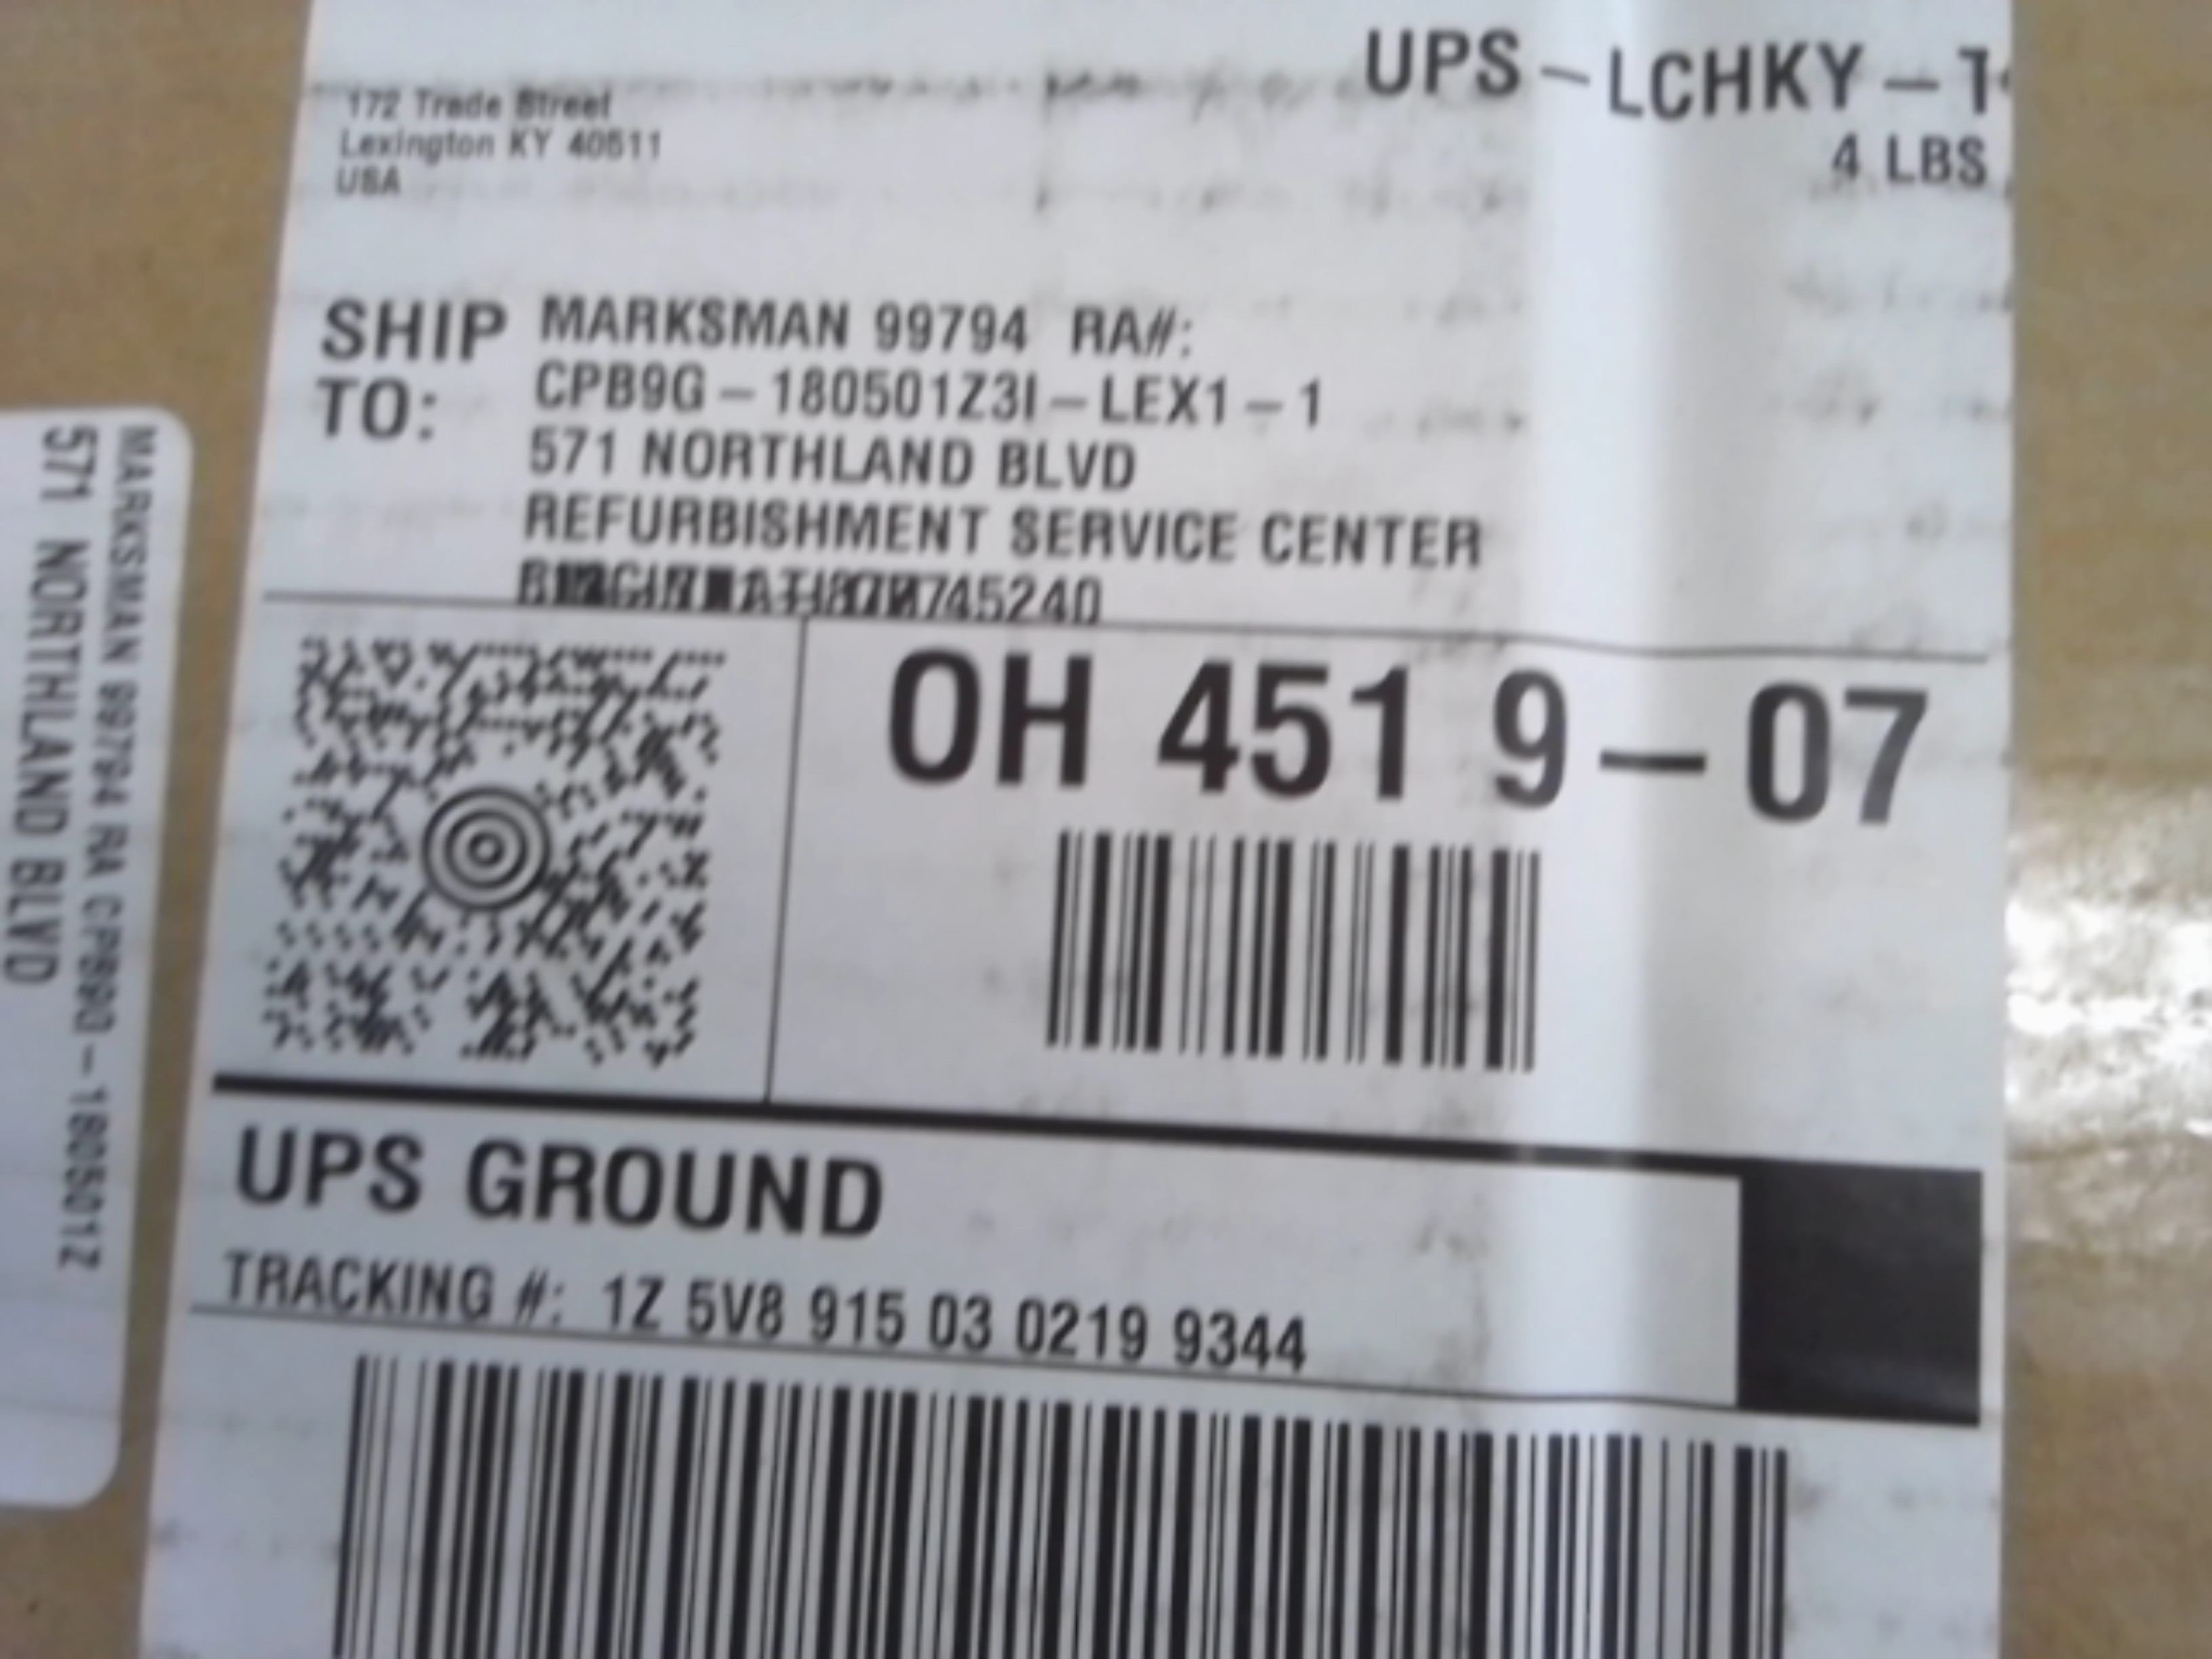 UPS-LCHKY-1
172 Trade Street
Lexington KY 40511
USA
4 LBS
SHIP TO:
MARKSMAN 99794 RA#:
CPB9G-180501Z3I-LEX1-1
571 NORTHLAND BLVD
REFURBISHMENT SERVICE CENTER
45240
OH 451 9-07
UPS GROUND
TRACKING #: 1Z 5V8 915 03 0219 9344
MARKSMAN 99794 RA CPB9G-180501Z
571 NORTHLAND BLVD